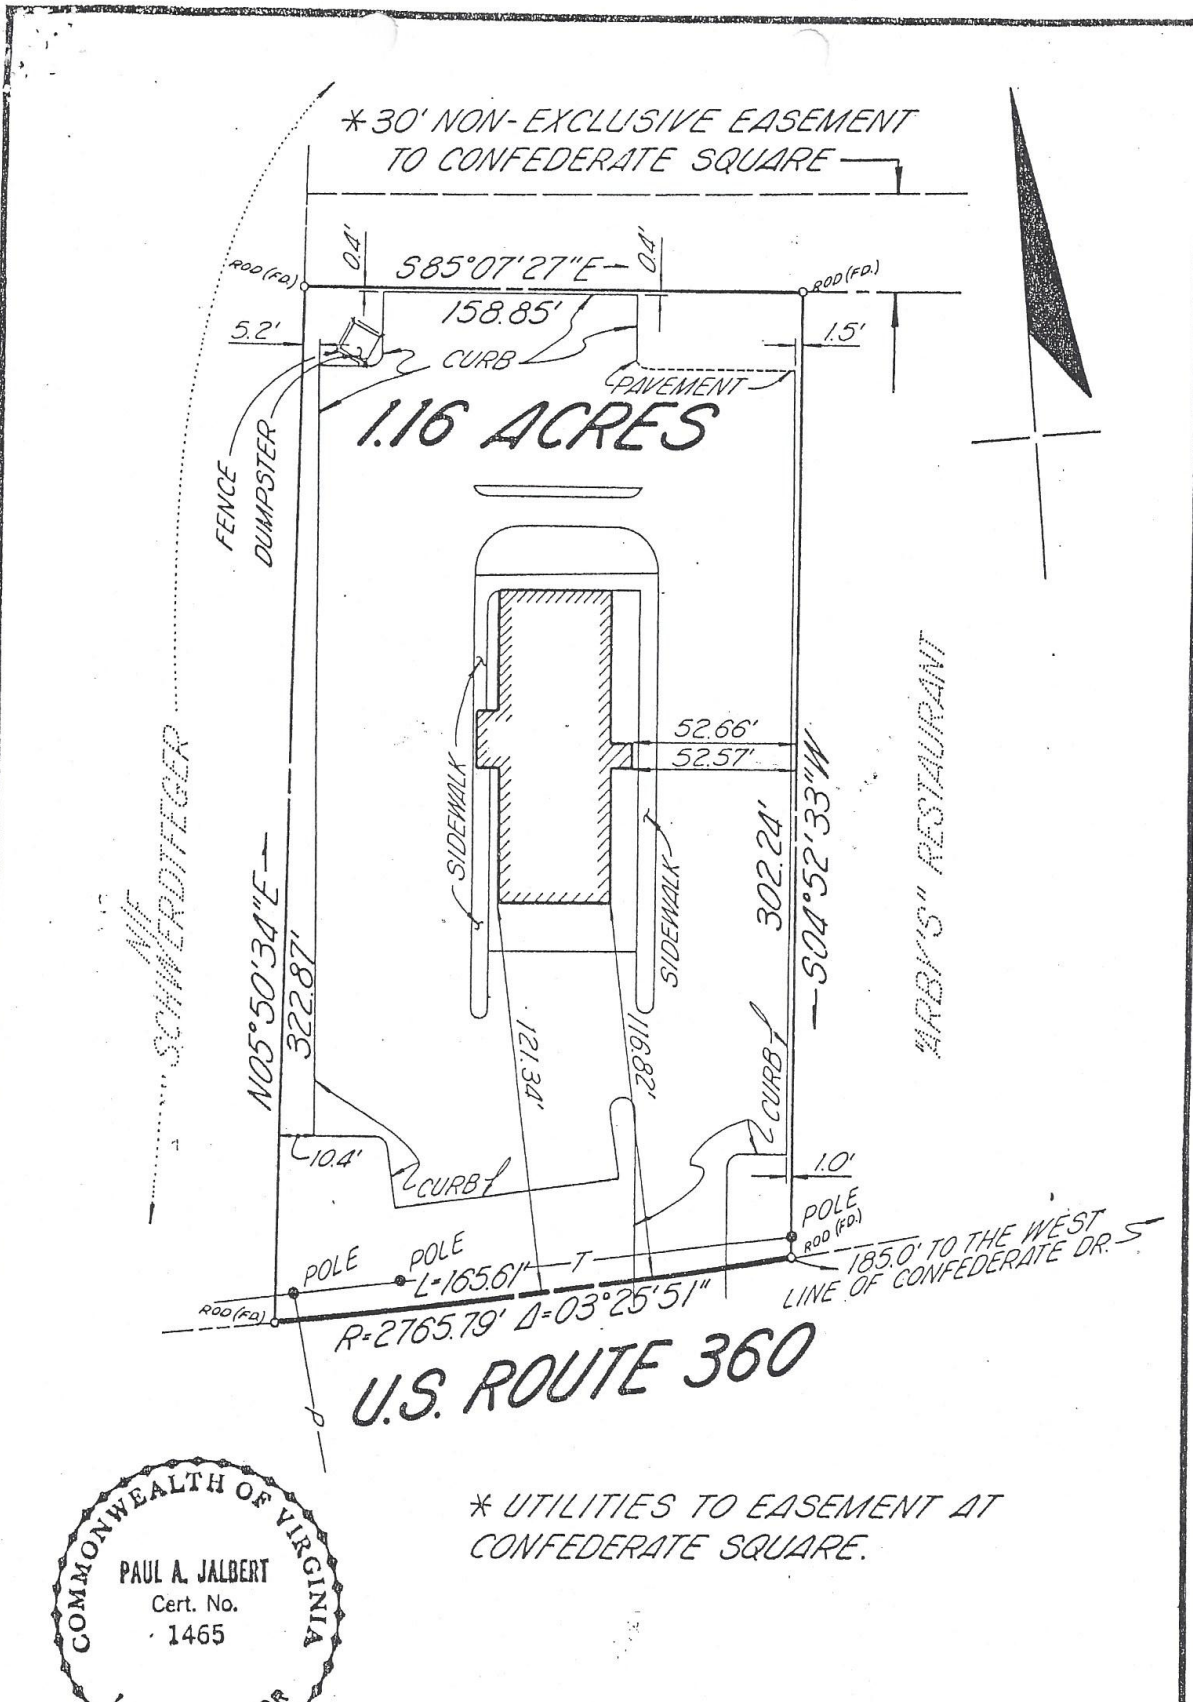 *30' NON-EXCLUSIVE EASEMENT
TO CONFEDERATE SQUARE
ROD (FD.)
0.4'
S85°07'27"E
0.4'
ROD (FD.)
158.85'
5.2'
1.5'
CURB
PAVEMENT
1.16 ACRES
FENCE
DUMPSTER
SIDEWALK
52.66'
52.57'
SIDEWALK
302.24'
S04°52'33"W
"ARBY'S" RESTAURANT
N/F
SCHWERDTFEGER
N05°50'34"E
322.87'
121.34'
116.82'
CURB
10.4'
CURB
1.0'
POLE
ROD (FD.)
POLE
POLE
L=165.61'
T
185.0' TO THE WEST
LINE OF CONFEDERATE DR.
ROD (FD.)
R=2765.79' Δ=03°25'51"
U.S. ROUTE 360
P
* UTILITIES TO EASEMENT AT
CONFEDERATE SQUARE.
COMMONWEALTH OF VIRGINIA
PAUL A. JALBERT
Cert. No.
1465